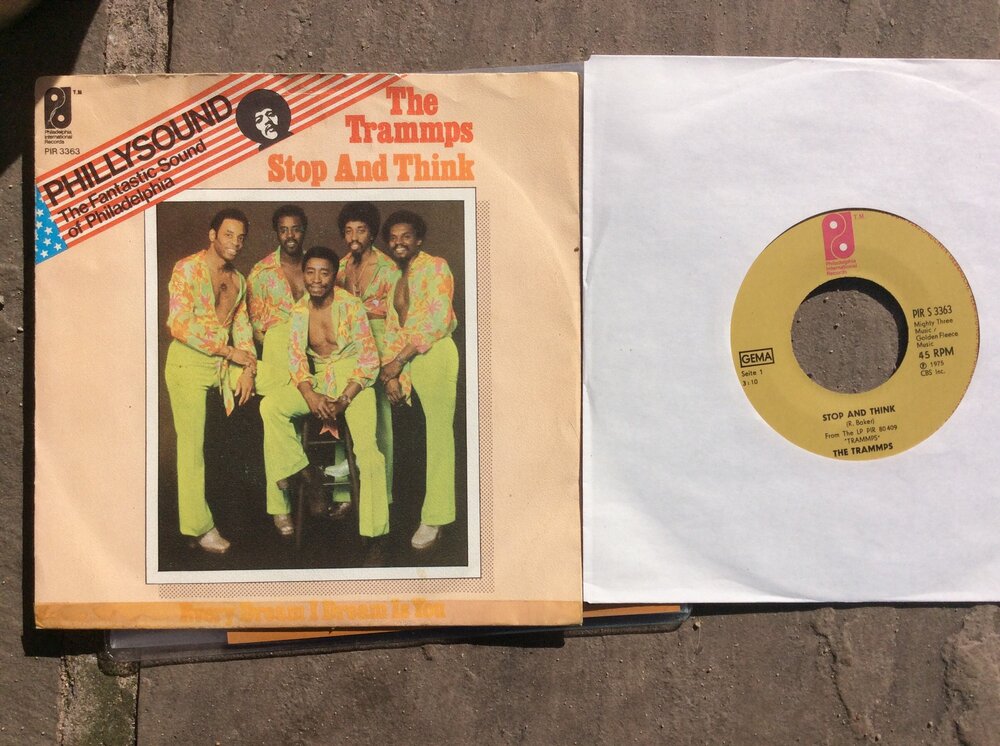 T.M.
Philadelphia
International
Records
PIR 3363
PHILLYSOUND
The Fantastic Sound
of Philadelphia
The
Trammps
Stop And Think
Every Dream I Dream Is You
T.M.
Philadelphia
International
Records
PIR S 3363
Mighty Three
Music /
Golden Fleece
Music
45 RPM
℗ 1975
CBS Inc.
GEMA
Seite 1
3:10
STOP AND THINK
(R. Baker)
From The LP PIR 80 409
"TRAMMPS"
THE TRAMMPS